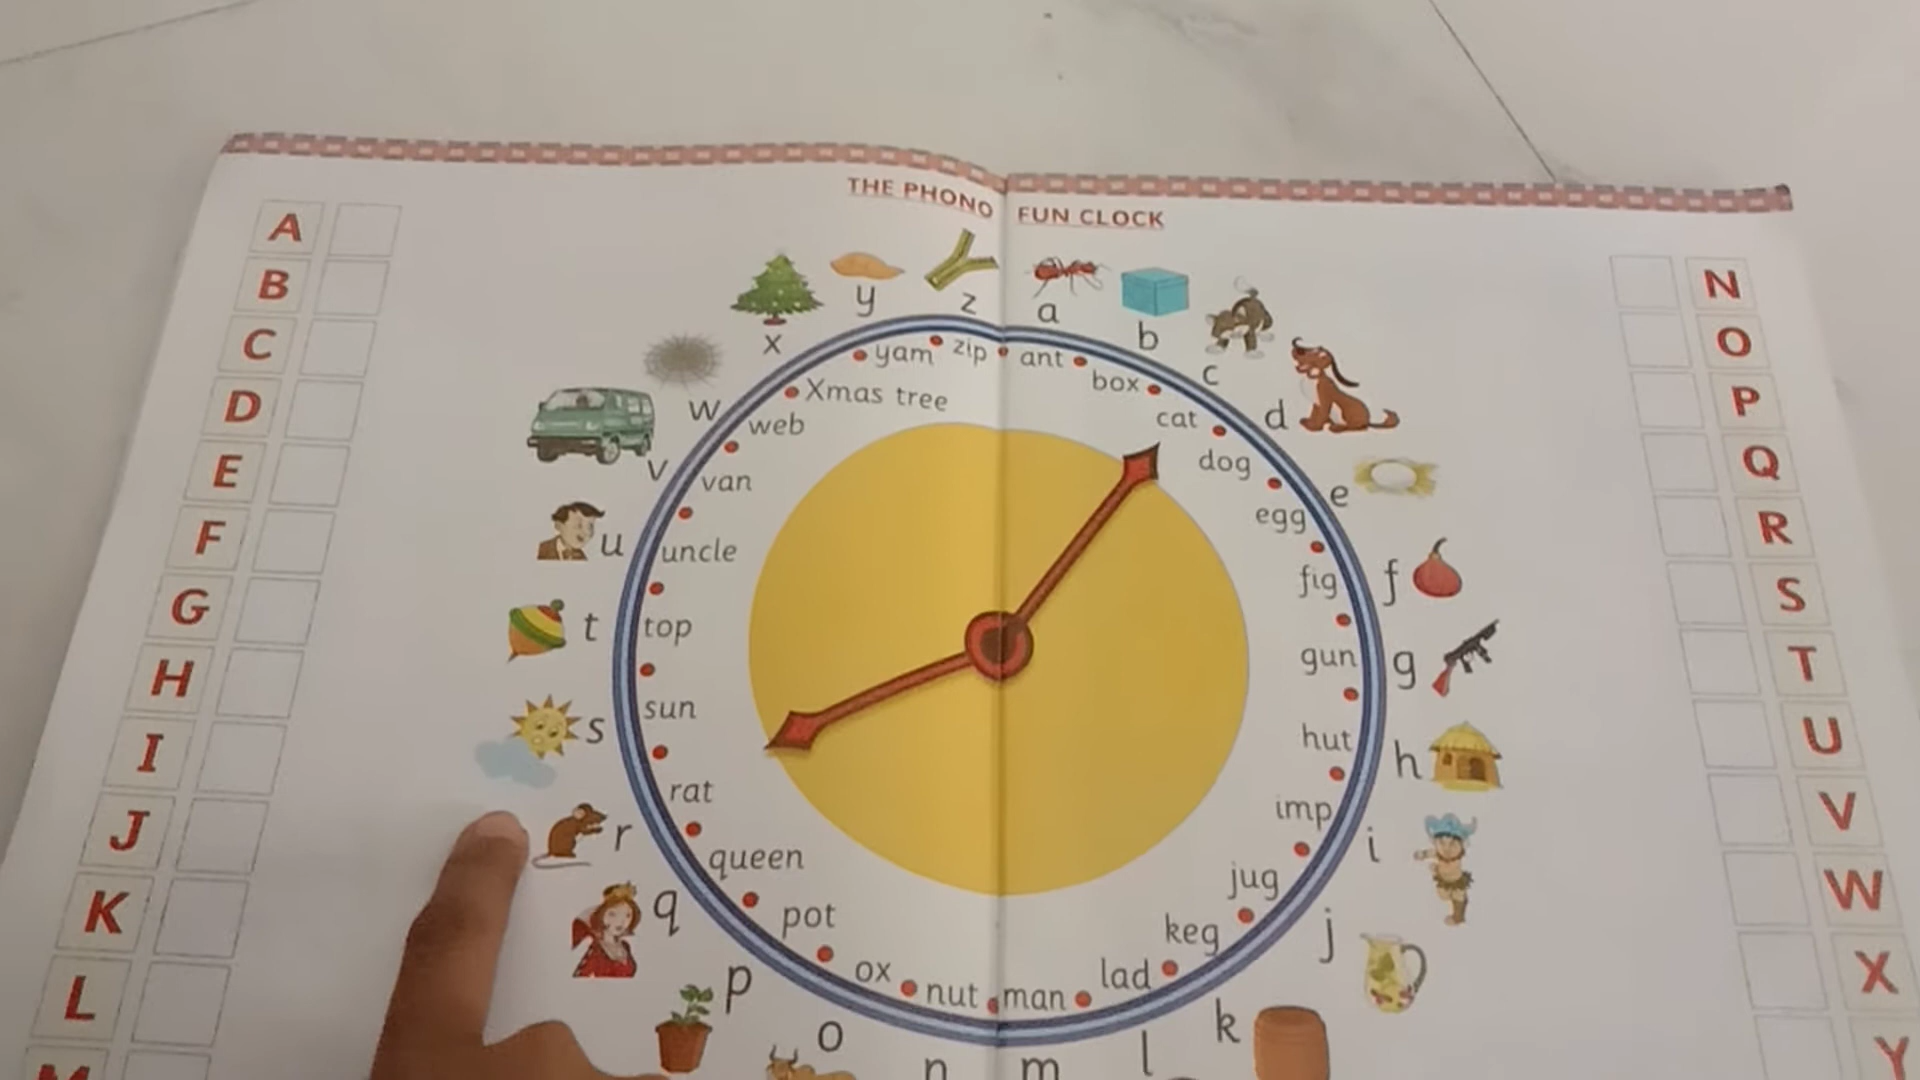 THE PHONO FUN CLOCK
A
B
C
D
E
F
G
H
I
J
K
L
M
z
a
y
b
x
c
w
d
v
e
u
f
t
g
s
h
r
i
q
j
p
k
o
l
n
m
zip
ant
yam
box
Xmas tree
cat
web
dog
van
egg
uncle
fig
top
gun
sun
hut
rat
imp
queen
jug
pot
keg
ox
lad
nut
man
N
O
P
Q
R
S
T
U
V
W
X
Y